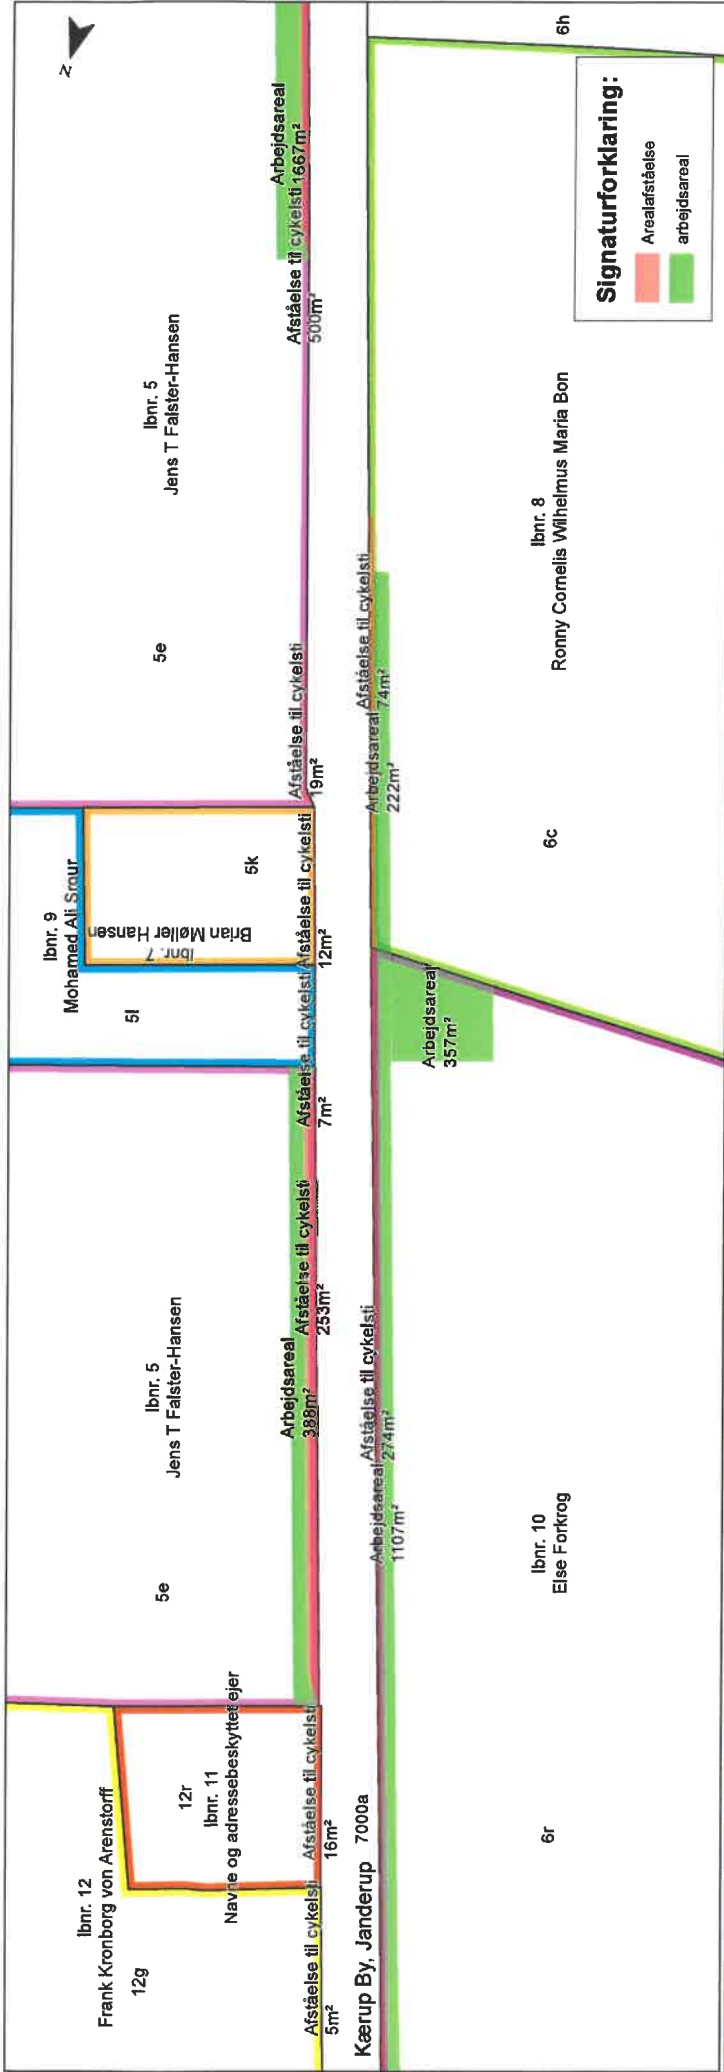 lbnr. 12
Frank Kronborg von Arenstorff
12g
Afståelse til cykelsti
5m²
12r
lbnr. 11
Navne og adressebeskyttet ejer
Afståelse til cykelsti
16m²
lbnr. 5
Jens T Falster-Hansen
5e
Arbejdsareal
388m²
Afståelse til cykelsti
253m²
lbnr. 9
Mohamed Ali Srour
5l
Afståelse til cykelsti
7m²
lbnr. 7
Brian Møller Hansen
5k
Afståelse til cykelsti
12m²
Afståelse til cykelsti
19m²
lbnr. 5
Jens T Falster-Hansen
5e
Afståelse til cykelsti
500m²
Arbejdsareal
1667m²
N
Kærup By, Janderup 7000a
Arbejdsareal
1107m²
Afståelse til cykelsti
274m²
lbnr. 10
Else Forkrog
6r
Arbejdsareal
357m²
Arbejdsareal
222m²
Afståelse til cykelsti
74m²
6c
lbnr. 8
Ronny Cornelis Wilhelmus Maria Bon
6h
Signaturforklaring:
Arealafståelse
arbejdsareal